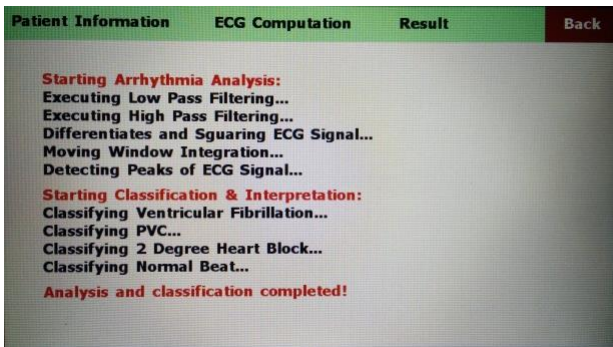 Patient Information ECG Computation Result Back
Starting Arrhythmia Analysis:
Executing Low Pass Filtering...
Executing High Pass Filtering...
Differentiates and Sguaring ECG Signal...
Moving Window Integration...
Detecting Peaks of ECG Signal...
Starting Classification & Interpretation:
Classifying Ventricular Fibrillation...
Classifying PVC...
Classifying 2 Degree Heart Block...
Classifying Normal Beat...
Analysis and classification completed!